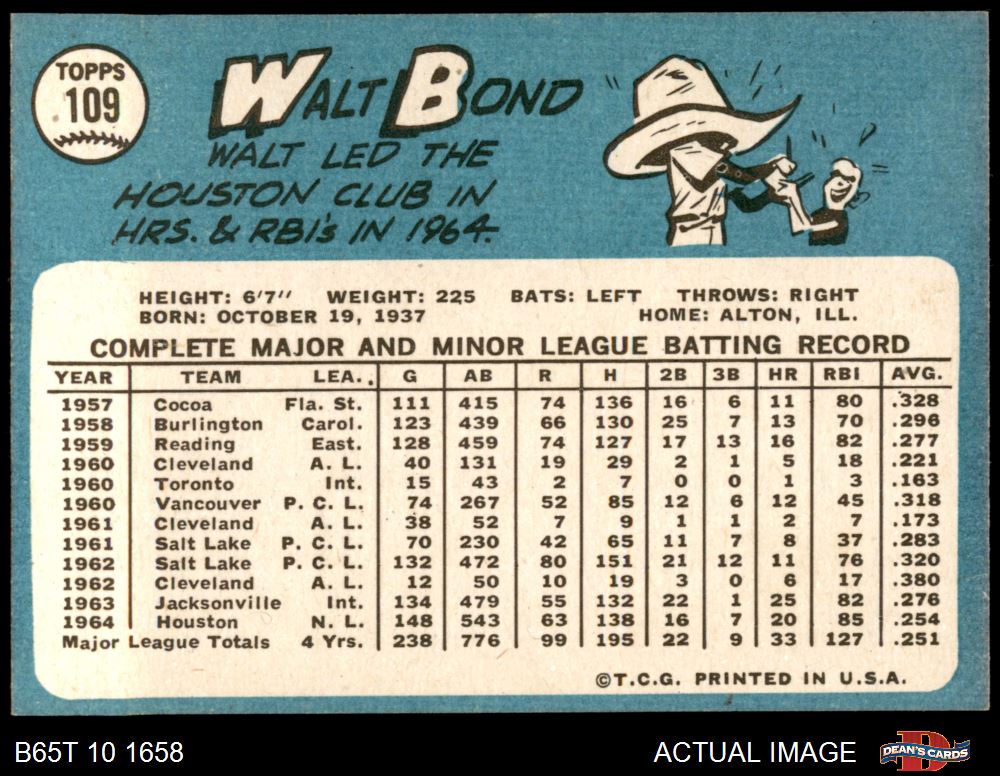 TOPPS
109
WALT BOND
WALT LED THE
HOUSTON CLUB IN
HRS. & RBI's IN 1964.
HEIGHT: 6'7" WEIGHT: 225 BATS: LEFT THROWS: RIGHT
BORN: OCTOBER 19, 1937 HOME: ALTON, ILL.
COMPLETE MAJOR AND MINOR LEAGUE BATTING RECORD
YEAR TEAM LEA. G AB R H 2B 3B HR RBI AVG.
1957 Cocoa Fla. St. 111 415 74 136 16 6 11 80 .328
1958 Burlington Carol. 123 439 66 130 25 7 13 70 .296
1959 Reading East. 128 459 74 127 17 13 16 82 .277
1960 Cleveland A. L. 40 131 19 29 2 1 5 18 .221
1960 Toronto Int. 15 43 2 7 0 0 1 3 .163
1960 Vancouver P. C. L. 74 267 52 85 12 6 12 45 .318
1961 Cleveland A. L. 38 52 7 9 1 1 2 7 .173
1961 Salt Lake P. C. L. 70 230 42 65 11 7 8 37 .283
1962 Salt Lake P. C. L. 132 472 80 151 21 12 11 76 .320
1962 Cleveland A. L. 12 50 10 19 3 0 6 17 .380
1963 Jacksonville Int. 134 479 55 132 22 1 25 82 .276
1964 Houston N. L. 148 543 63 138 16 7 20 85 .254
Major League Totals 4 Yrs. 238 776 99 195 22 9 33 127 .251
©T.C.G. PRINTED IN U.S.A.
B65T 10 1658 ACTUAL IMAGE DEAN'S CARDS